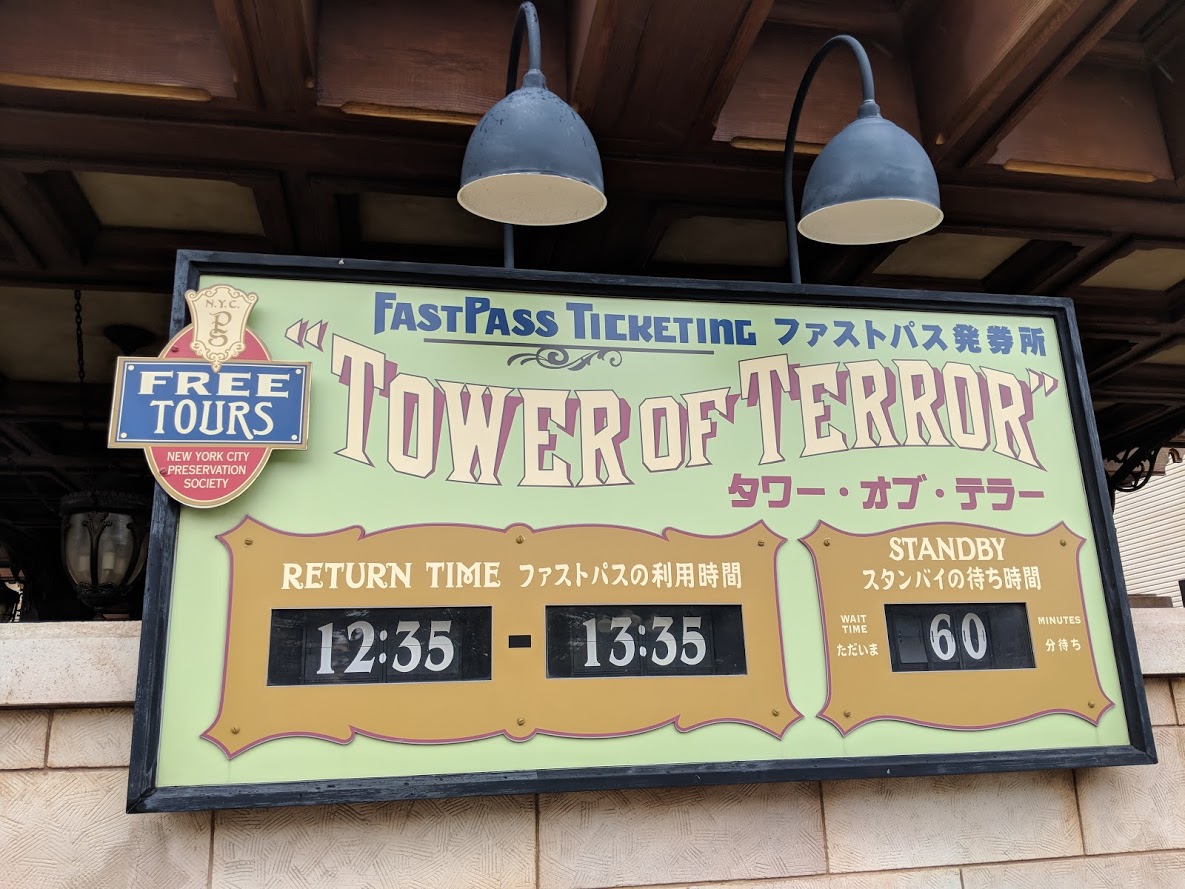 N.Y.C.
FREE
TOURS
NEW YORK CITY
PRESERVATION
SOCIETY
FASTPASS TICKETING ファストパス発券所
"TOWER OF TERROR"
タワー・オブ・テラー
RETURN TIME ファストパスの利用時間
12:35 - 13:35
STANDBY
スタンバイの待ち時間
WAIT
TIME
ただいま
60
MINUTES
分待ち